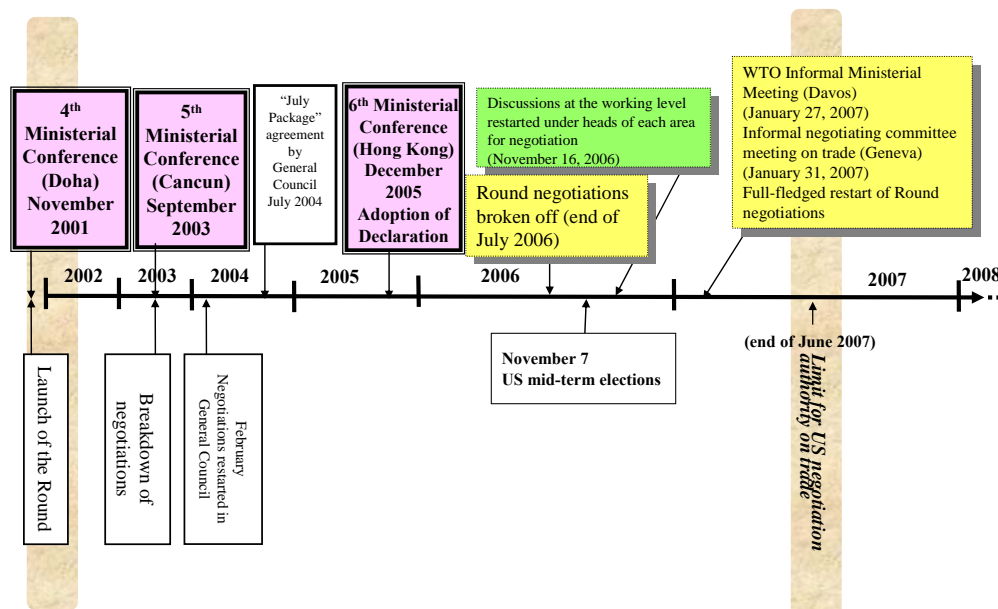 4th
Ministerial
Conference
(Doha)
November
2001
5th
Ministerial
Conference
(Cancun)
September
2003
“July
Package”
agreement
by
General
Council
July 2004
6th Ministerial
Conference
(Hong Kong)
December
2005
Adoption of
Declaration
Discussions at the working level
restarted under heads of each area
for negotiation
(November 16, 2006)
Round negotiations
broken off (end of
July 2006)
WTO Informal Ministerial
Meeting (Davos)
(January 27, 2007)
Informal negotiating committee
meeting on trade (Geneva)
(January 31, 2007)
Full-fledged restart of Round
negotiations
2002
2003
2004
2005
2006
2007
2008
Launch of the Round
Breakdown of
negotiations
February
Negotiations restarted in
General Council
November 7
US mid-term elections
(end of June 2007)
Limit for US negotiation
authority on trade